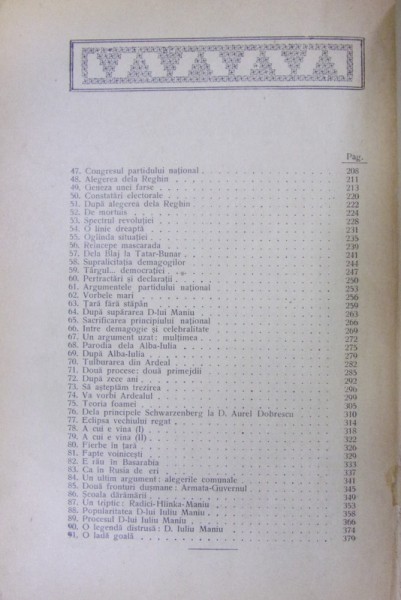 Pag.
47. Congresul partidului național . . . 208
48. Alegerea dela Reghin . . . 211
49. Geneza unei farse . . . 213
50. Constatări electorale . . . 220
51. După alegerea dela Reghin . . . 222
52. De mortuis . . . 224
53. Spectrul revoluției . . . 228
54. O linie dreaptă . . . 231
55. Oglinda situației . . . 235
56. Reîncepe mascarada . . . 239
57. Dela Blaj la Tatar-Bunar . . . 241
58. Supralicitația demagogilor . . . 244
59. Târgul... democrației . . . 247
60. Pertractări și declarații . . . 250
61. Argumentele partidului național . . . 253
62. Vorbele mari . . . 256
63. Țară fără stăpân . . . 259
64. După supărarea D-lui Maniu . . . 263
65. Sacrificarea principiului național . . . 266
66. Intre demagogie și celebralitate . . . 269
67. Un argument uzat: mulțimea . . . 272
68. Parodia dela Alba-Iulia . . . 275
69. După Alba-Iulia . . . 279
70. Tulburarea din Ardeal . . . 282
71. Două procese: două primejdii . . . 285
72. După zece ani . . . 292
73. Să așteptăm trezirea . . . 296
74. Va vorbi Ardealul . . . 299
75. Teoria foamei . . . 305
76. Dela principele Schwarzenberg la D. Aurel Dobrescu . . . 310
77. Eclipsa vechiului regat . . . 314
78. A cui e vina (I) . . . 318
79. A cui e vina (II) . . . 322
80. Fierbe în țară . . . 326
81. Fapte voinicești . . . 329
82. E rău în Basarabia . . . 333
83. Ca în Rusia de eri . . . 337
84. Un ultim argument: alegerile comunale . . . 341
85. Două fronturi dușmane: Armata-Guvernul . . . 345
86. Școala dărâmării . . . 349
87. Un triptic: Radici-Hlinka-Maniu . . . 353
88. Popularitatea D-lui Iuliu Maniu . . . 358
89. Procesul D-lui Iuliu Maniu . . . 366
90. O legendă distrusă: D. Iuliu Maniu . . . 374
91. O ladă goală . . . 379